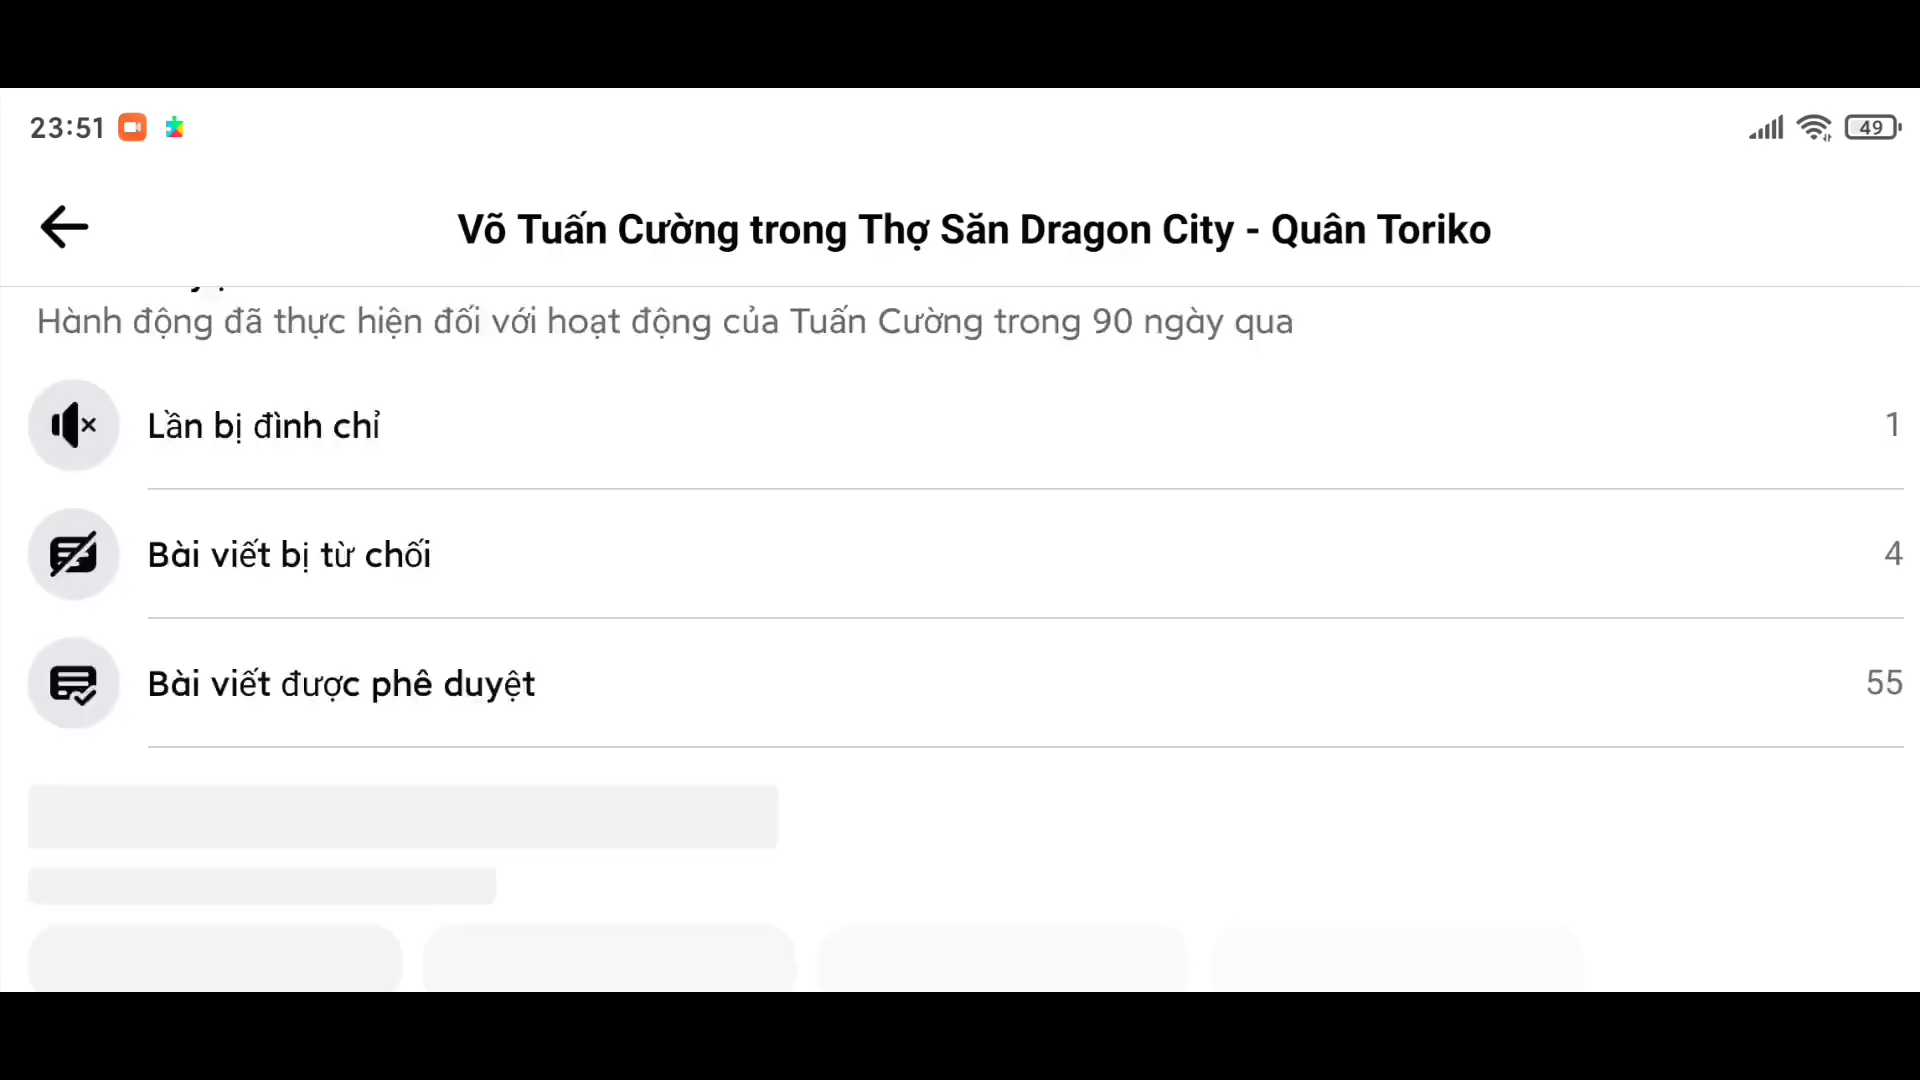 23:51
49
Võ Tuấn Cường trong Thợ Săn Dragon City - Quân Toriko
Hành động đã thực hiện đối với hoạt động của Tuấn Cường trong 90 ngày qua
Lần bị đình chỉ
1
Bài viết bị từ chối
4
Bài viết được phê duyệt
55